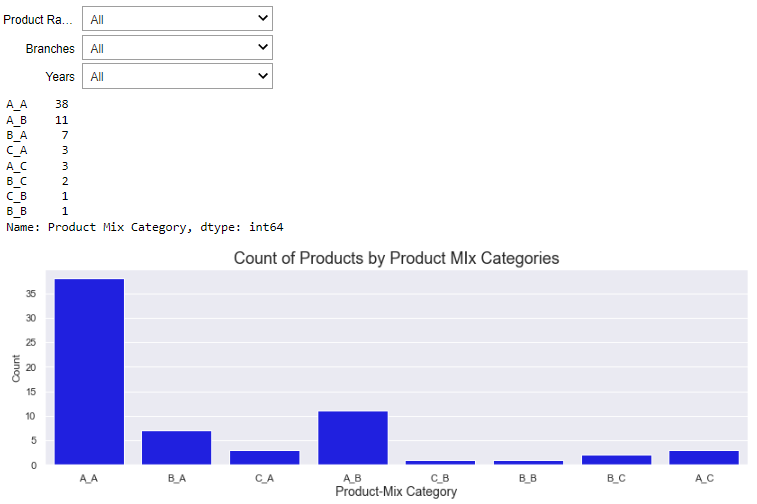 Product Ra... All
Branches All
Years All
A_A 38
A_B 11
B_A 7
C_A 3
A_C 3
B_C 2
C_B 1
B_B 1
Name: Product Mix Category, dtype: int64
Count of Products by Product MIx Categories
35
30
25
20
15
10
5
0
Count
A_A B_A C_A A_B C_B B_B B_C A_C
Product-Mix Category